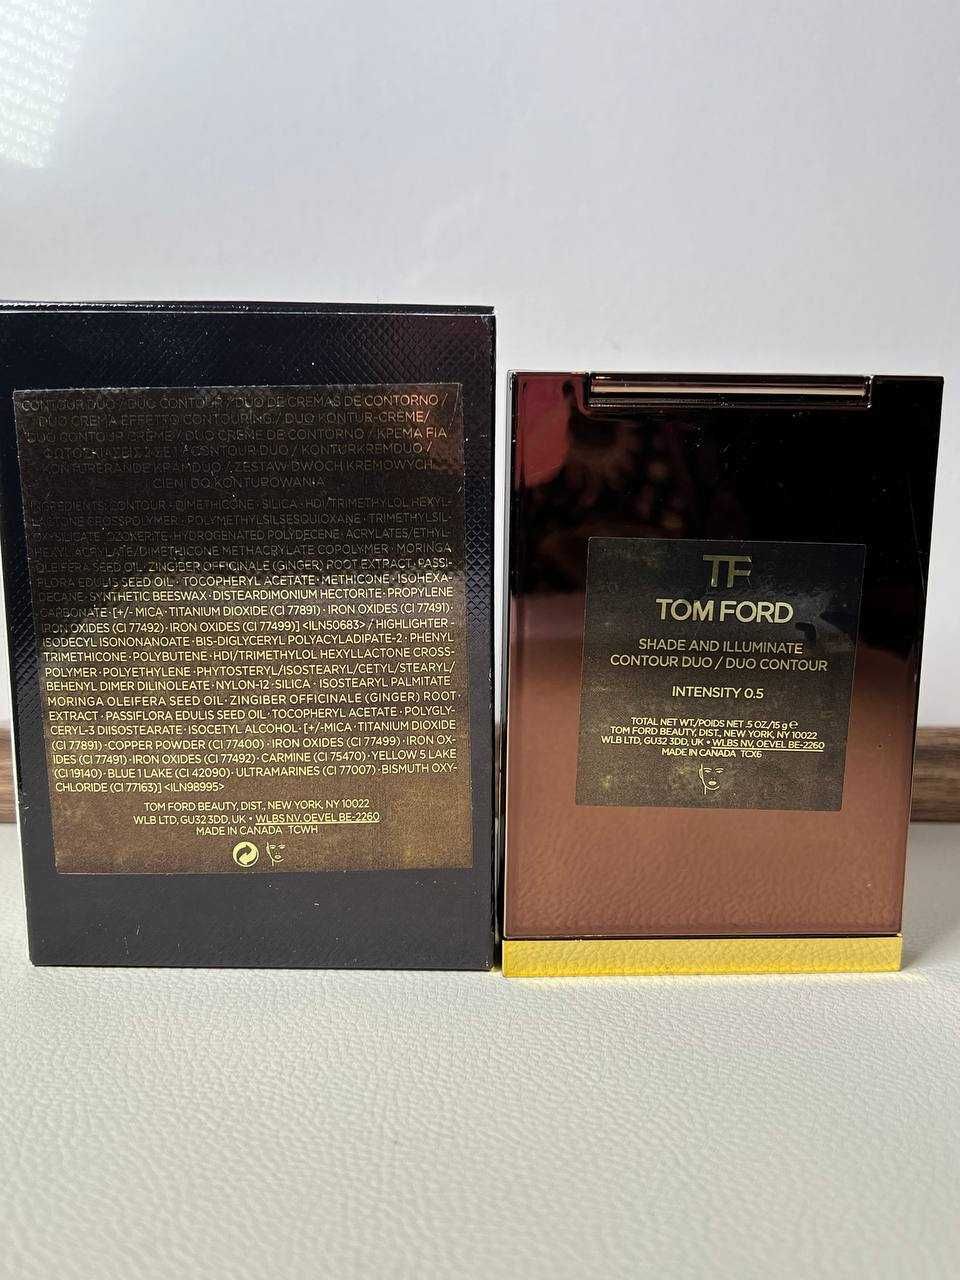 CONTOUR DUO / DUO CONTOUR / DUO DE CREMAS DE CONTORNO /
DUO CREMA EFFETTO CONTOURING / DUO KONTUR-CREME/
DUO CONTOUR CREME / DUO CREME DE CONTORNO / ΚΡΕΜΑ ΓΙΑ
ΦΩΤΟΣΚΙΑΣΕΙΣ 2 ΣΕ 1 / CONTOUR DUO / KONTURKREMDUO /
KONTURERANDE KRÄMDUO / ZESTAW DWÓCH KREMOWYCH
CIENI DO KONTUROWANIA
INGREDIENTS: CONTOUR • DIMETHICONE • SILICA • HDI/TRIMETHYLOL HEXYL-
LACTONE CROSSPOLYMER • POLYMETHYLSILSESQUIOXANE • TRIMETHYLSIL-
OXYSILICATE • OZOKERITE • HYDROGENATED POLYDECENE • ACRYLATES/ETHYL-
HEXYL ACRYLATE/DIMETHICONE METHACRYLATE COPOLYMER • MORINGA
OLEIFERA SEED OIL • ZINGIBER OFFICINALE (GINGER) ROOT EXTRACT • PASSI-
FLORA EDULIS SEED OIL • TOCOPHERYL ACETATE • METHICONE • ISOHEXA-
DECANE • SYNTHETIC BEESWAX • DISTEARDIMONIUM HECTORITE • PROPYLENE
CARBONATE • [+/- MICA • TITANIUM DIOXIDE (CI 77891) • IRON OXIDES (CI 77491) •
IRON OXIDES (CI 77492) • IRON OXIDES (CI 77499)] <ILN50683> / HIGHLIGHTER •
ISODECYL ISONONANOATE • BIS-DIGLYCERYL POLYACYLADIPATE-2 • PHENYL
TRIMETHICONE • POLYBUTENE • HDI/TRIMETHYLOL HEXYLLACTONE CROSS-
POLYMER • POLYETHYLENE • PHYTOSTERYL/ISOSTEARYL/CETYL/STEARYL/
BEHENYL DIMER DILINOLEATE • NYLON-12 • SILICA • ISOSTEARYL PALMITATE
MORINGA OLEIFERA SEED OIL • ZINGIBER OFFICINALE (GINGER) ROOT
EXTRACT • PASSIFLORA EDULIS SEED OIL • TOCOPHERYL ACETATE • POLYGLY-
CERYL-3 DIISOSTEARATE • ISOCETYL ALCOHOL • [+/- MICA • TITANIUM DIOXIDE
(CI 77891) • COPPER POWDER (CI 77400) • IRON OXIDES (CI 77499) • IRON OX-
IDES (CI 77491) • IRON OXIDES (CI 77492) • CARMINE (CI 75470) • YELLOW 5 LAKE
(CI 19140) • BLUE 1 LAKE (CI 42090) • ULTRAMARINES (CI 77007) • BISMUTH OXY-
CHLORIDE (CI 77163)] <ILN98995>
TOM FORD BEAUTY, DIST., NEW YORK, NY 10022
WLB LTD, GU32 3DD, UK • WLBS NV, OEVEL BE-2260
MADE IN CANADA TCWH
TF
TOM FORD
SHADE AND ILLUMINATE
CONTOUR DUO / DUO CONTOUR
INTENSITY 0.5
TOTAL NET WT./POIDS NET .5 OZ/15 g ℮
TOM FORD BEAUTY, DIST., NEW YORK, NY 10022
WLB LTD, GU32 3DD, UK • WLBS NV, OEVEL BE-2260
MADE IN CANADA TCX6